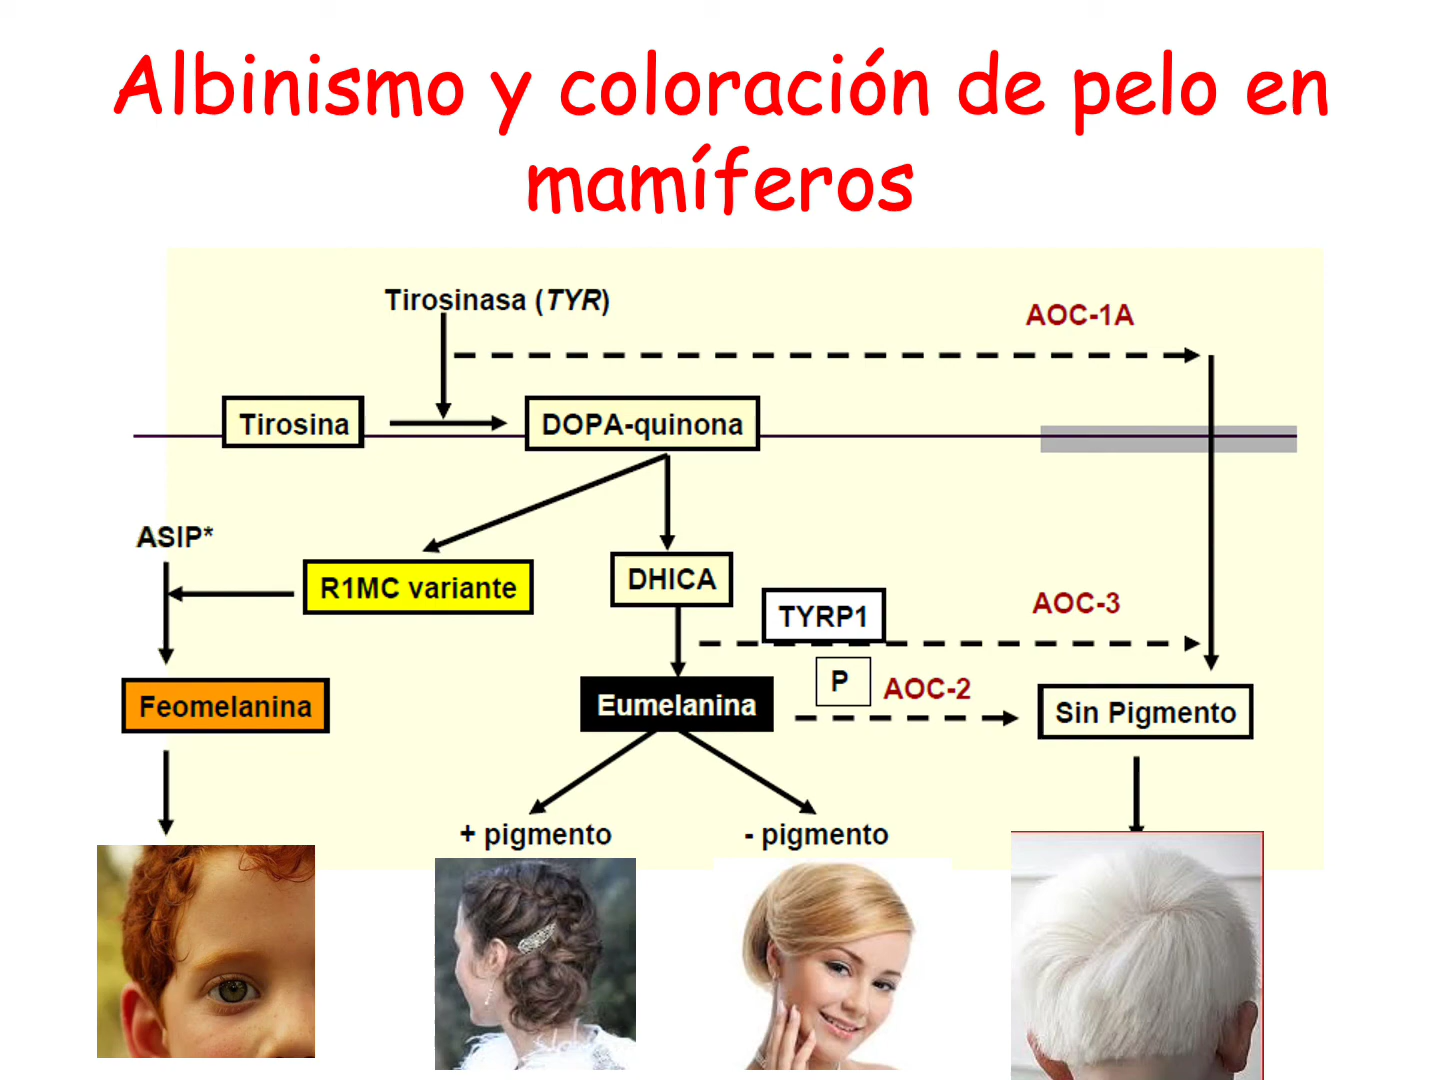 Albinismo y coloración de pelo en
mamíferos
Tirosinasa (TYR)
AOC-1A
Tirosina
DOPA-quinona
ASIP*
R1MC variante
DHICA
TYRP1
AOC-3
P
AOC-2
Feomelanina
Eumelanina
Sin Pigmento
+ pigmento
- pigmento